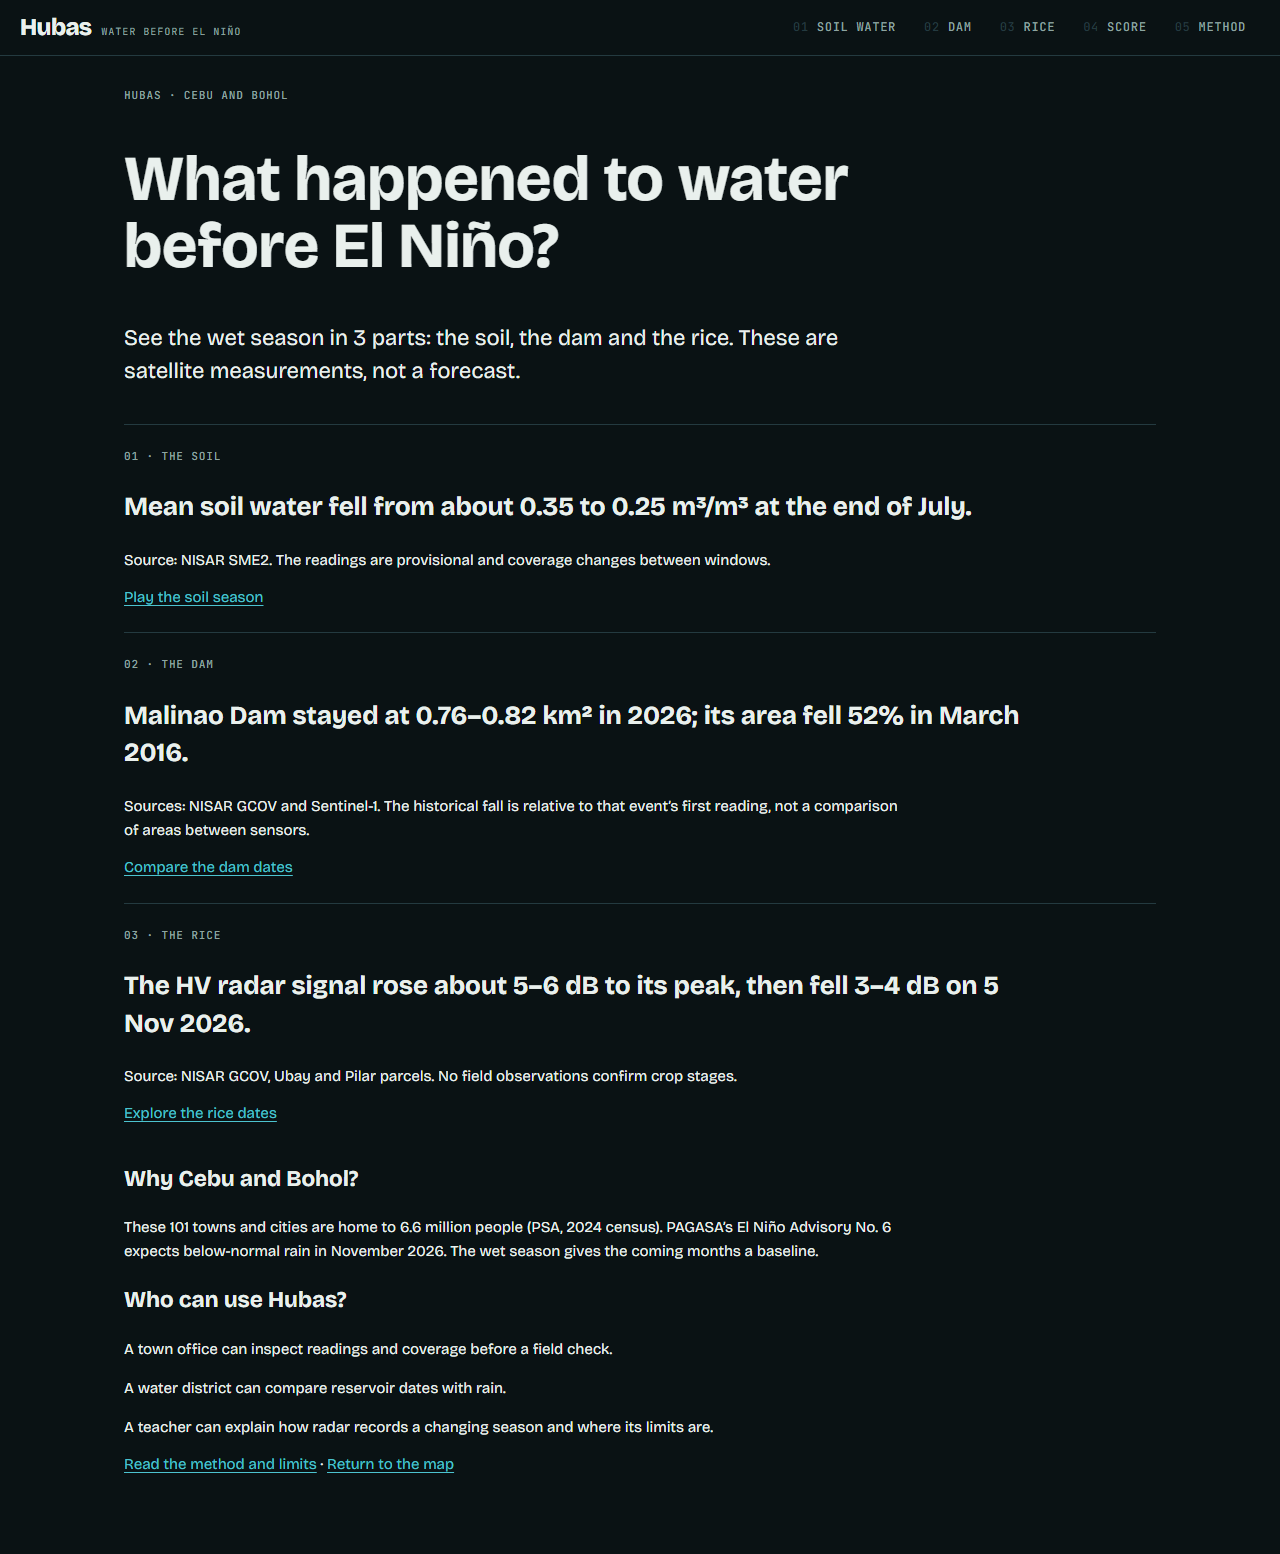 Hubas WATER BEFORE EL NIÑO
01 SOIL WATER 02 DAM 03 RICE 04 SCORE 05 METHOD
HUBAS · CEBU AND BOHOL
What happened to water
before El Niño?
See the wet season in 3 parts: the soil, the dam and the rice. These are
satellite measurements, not a forecast.
01 · THE SOIL
Mean soil water fell from about 0.35 to 0.25 m³/m³ at the end of July.
Source: NISAR SME2. The readings are provisional and coverage changes between windows.
Play the soil season
02 · THE DAM
Malinao Dam stayed at 0.76–0.82 km² in 2026; its area fell 52% in March
2016.
Sources: NISAR GCOV and Sentinel-1. The historical fall is relative to that event's first reading, not a comparison
of areas between sensors.
Compare the dam dates
03 · THE RICE
The HV radar signal rose about 5–6 dB to its peak, then fell 3–4 dB on 5
Nov 2026.
Source: NISAR GCOV, Ubay and Pilar parcels. No field observations confirm crop stages.
Explore the rice dates
Why Cebu and Bohol?
These 101 towns and cities are home to 6.6 million people (PSA, 2024 census). PAGASA's El Niño Advisory No. 6
expects below-normal rain in November 2026. The wet season gives the coming months a baseline.
Who can use Hubas?
A town office can inspect readings and coverage before a field check.
A water district can compare reservoir dates with rain.
A teacher can explain how radar records a changing season and where its limits are.
Read the method and limits · Return to the map